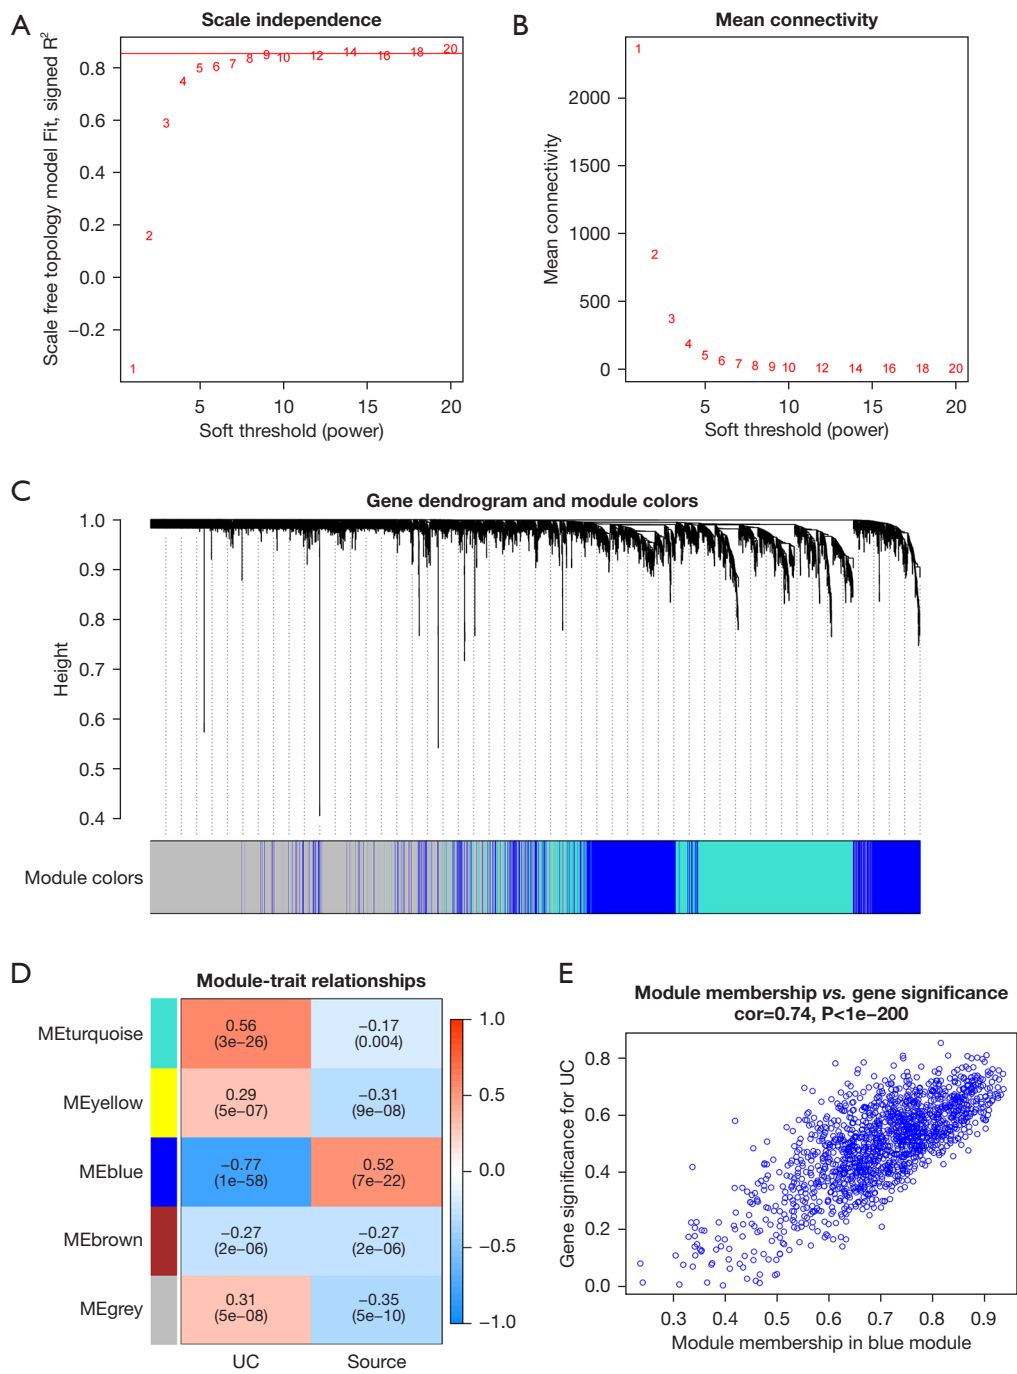 A
Scale independence
Scale free topology model Fit, signed R²
0.8
0.6
0.4
0.2
0.0
−0.2
1
2
3
4
5
6
7
8
9
10
12
14
16
18
20
5
10
15
20
Soft threshold (power)
B
Mean connectivity
Mean connectivity
2000
1500
1000
500
0
1
2
3
4
5
6
7
8
9
10
12
14
16
18
20
5
10
15
20
Soft threshold (power)
C
Gene dendrogram and module colors
Height
1.0
0.9
0.8
0.7
0.6
0.5
0.4
Module colors
D
Module-trait relationships
MEturquoise
0.56
(3e−26)
−0.17
(0.004)
MEyellow
0.29
(5e−07)
−0.31
(9e−08)
MEblue
−0.77
(1e−58)
0.52
(7e−22)
MEbrown
−0.27
(2e−06)
−0.27
(2e−06)
MEgrey
0.31
(5e−08)
−0.35
(5e−10)
UC
Source
1.0
0.5
0.0
−0.5
−1.0
E
Module membership vs. gene significance
cor=0.74, P<1e−200
Gene significance for UC
0.8
0.6
0.4
0.2
0.0
0.3
0.4
0.5
0.6
0.7
0.8
0.9
Module membership in blue module